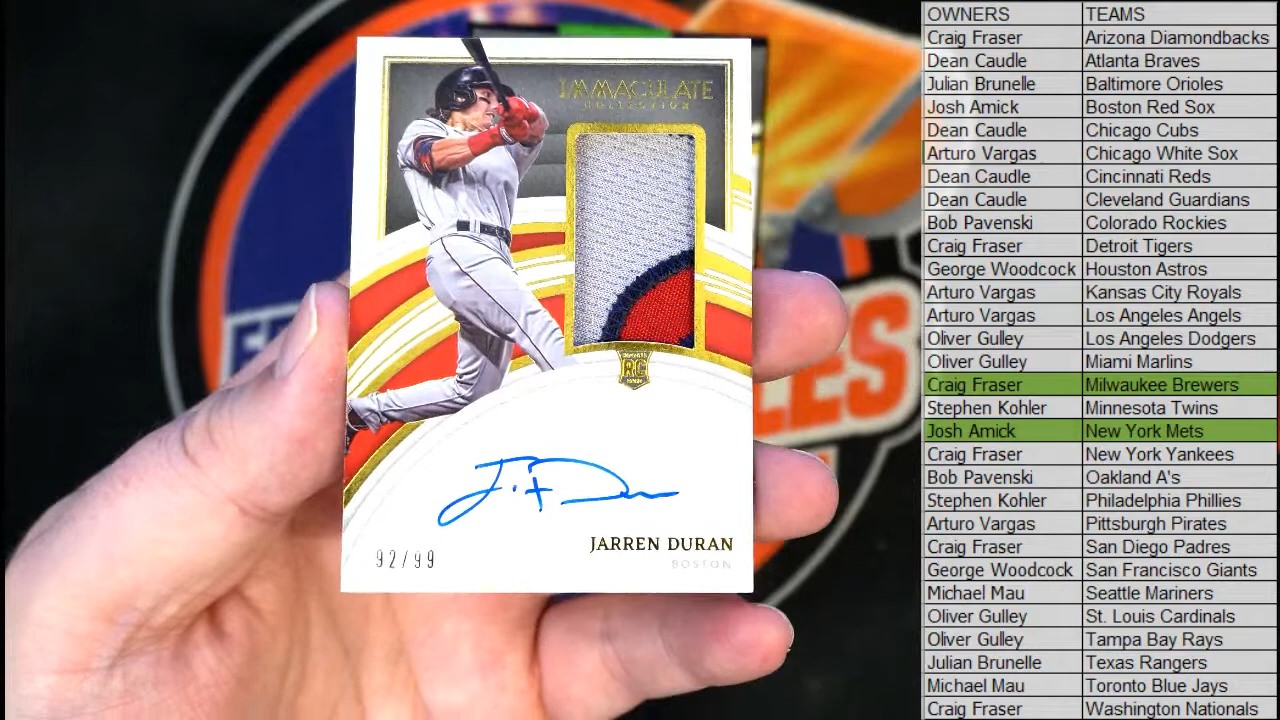 IMMACULATE
COLLECTION
RC
J. F. Duran
JARREN DURAN
BOSTON
92/99
LES
OWNERS TEAMS
Craig Fraser Arizona Diamondbacks
Dean Caudle Atlanta Braves
Julian Brunelle Baltimore Orioles
Josh Amick Boston Red Sox
Dean Caudle Chicago Cubs
Arturo Vargas Chicago White Sox
Dean Caudle Cincinnati Reds
Dean Caudle Cleveland Guardians
Bob Pavenski Colorado Rockies
Craig Fraser Detroit Tigers
George Woodcock Houston Astros
Arturo Vargas Kansas City Royals
Arturo Vargas Los Angeles Angels
Oliver Gulley Los Angeles Dodgers
Oliver Gulley Miami Marlins
Craig Fraser Milwaukee Brewers
Stephen Kohler Minnesota Twins
Josh Amick New York Mets
Craig Fraser New York Yankees
Bob Pavenski Oakland A's
Stephen Kohler Philadelphia Phillies
Arturo Vargas Pittsburgh Pirates
Craig Fraser San Diego Padres
George Woodcock San Francisco Giants
Michael Mau Seattle Mariners
Oliver Gulley St. Louis Cardinals
Oliver Gulley Tampa Bay Rays
Julian Brunelle Texas Rangers
Michael Mau Toronto Blue Jays
Craig Fraser Washington Nationals